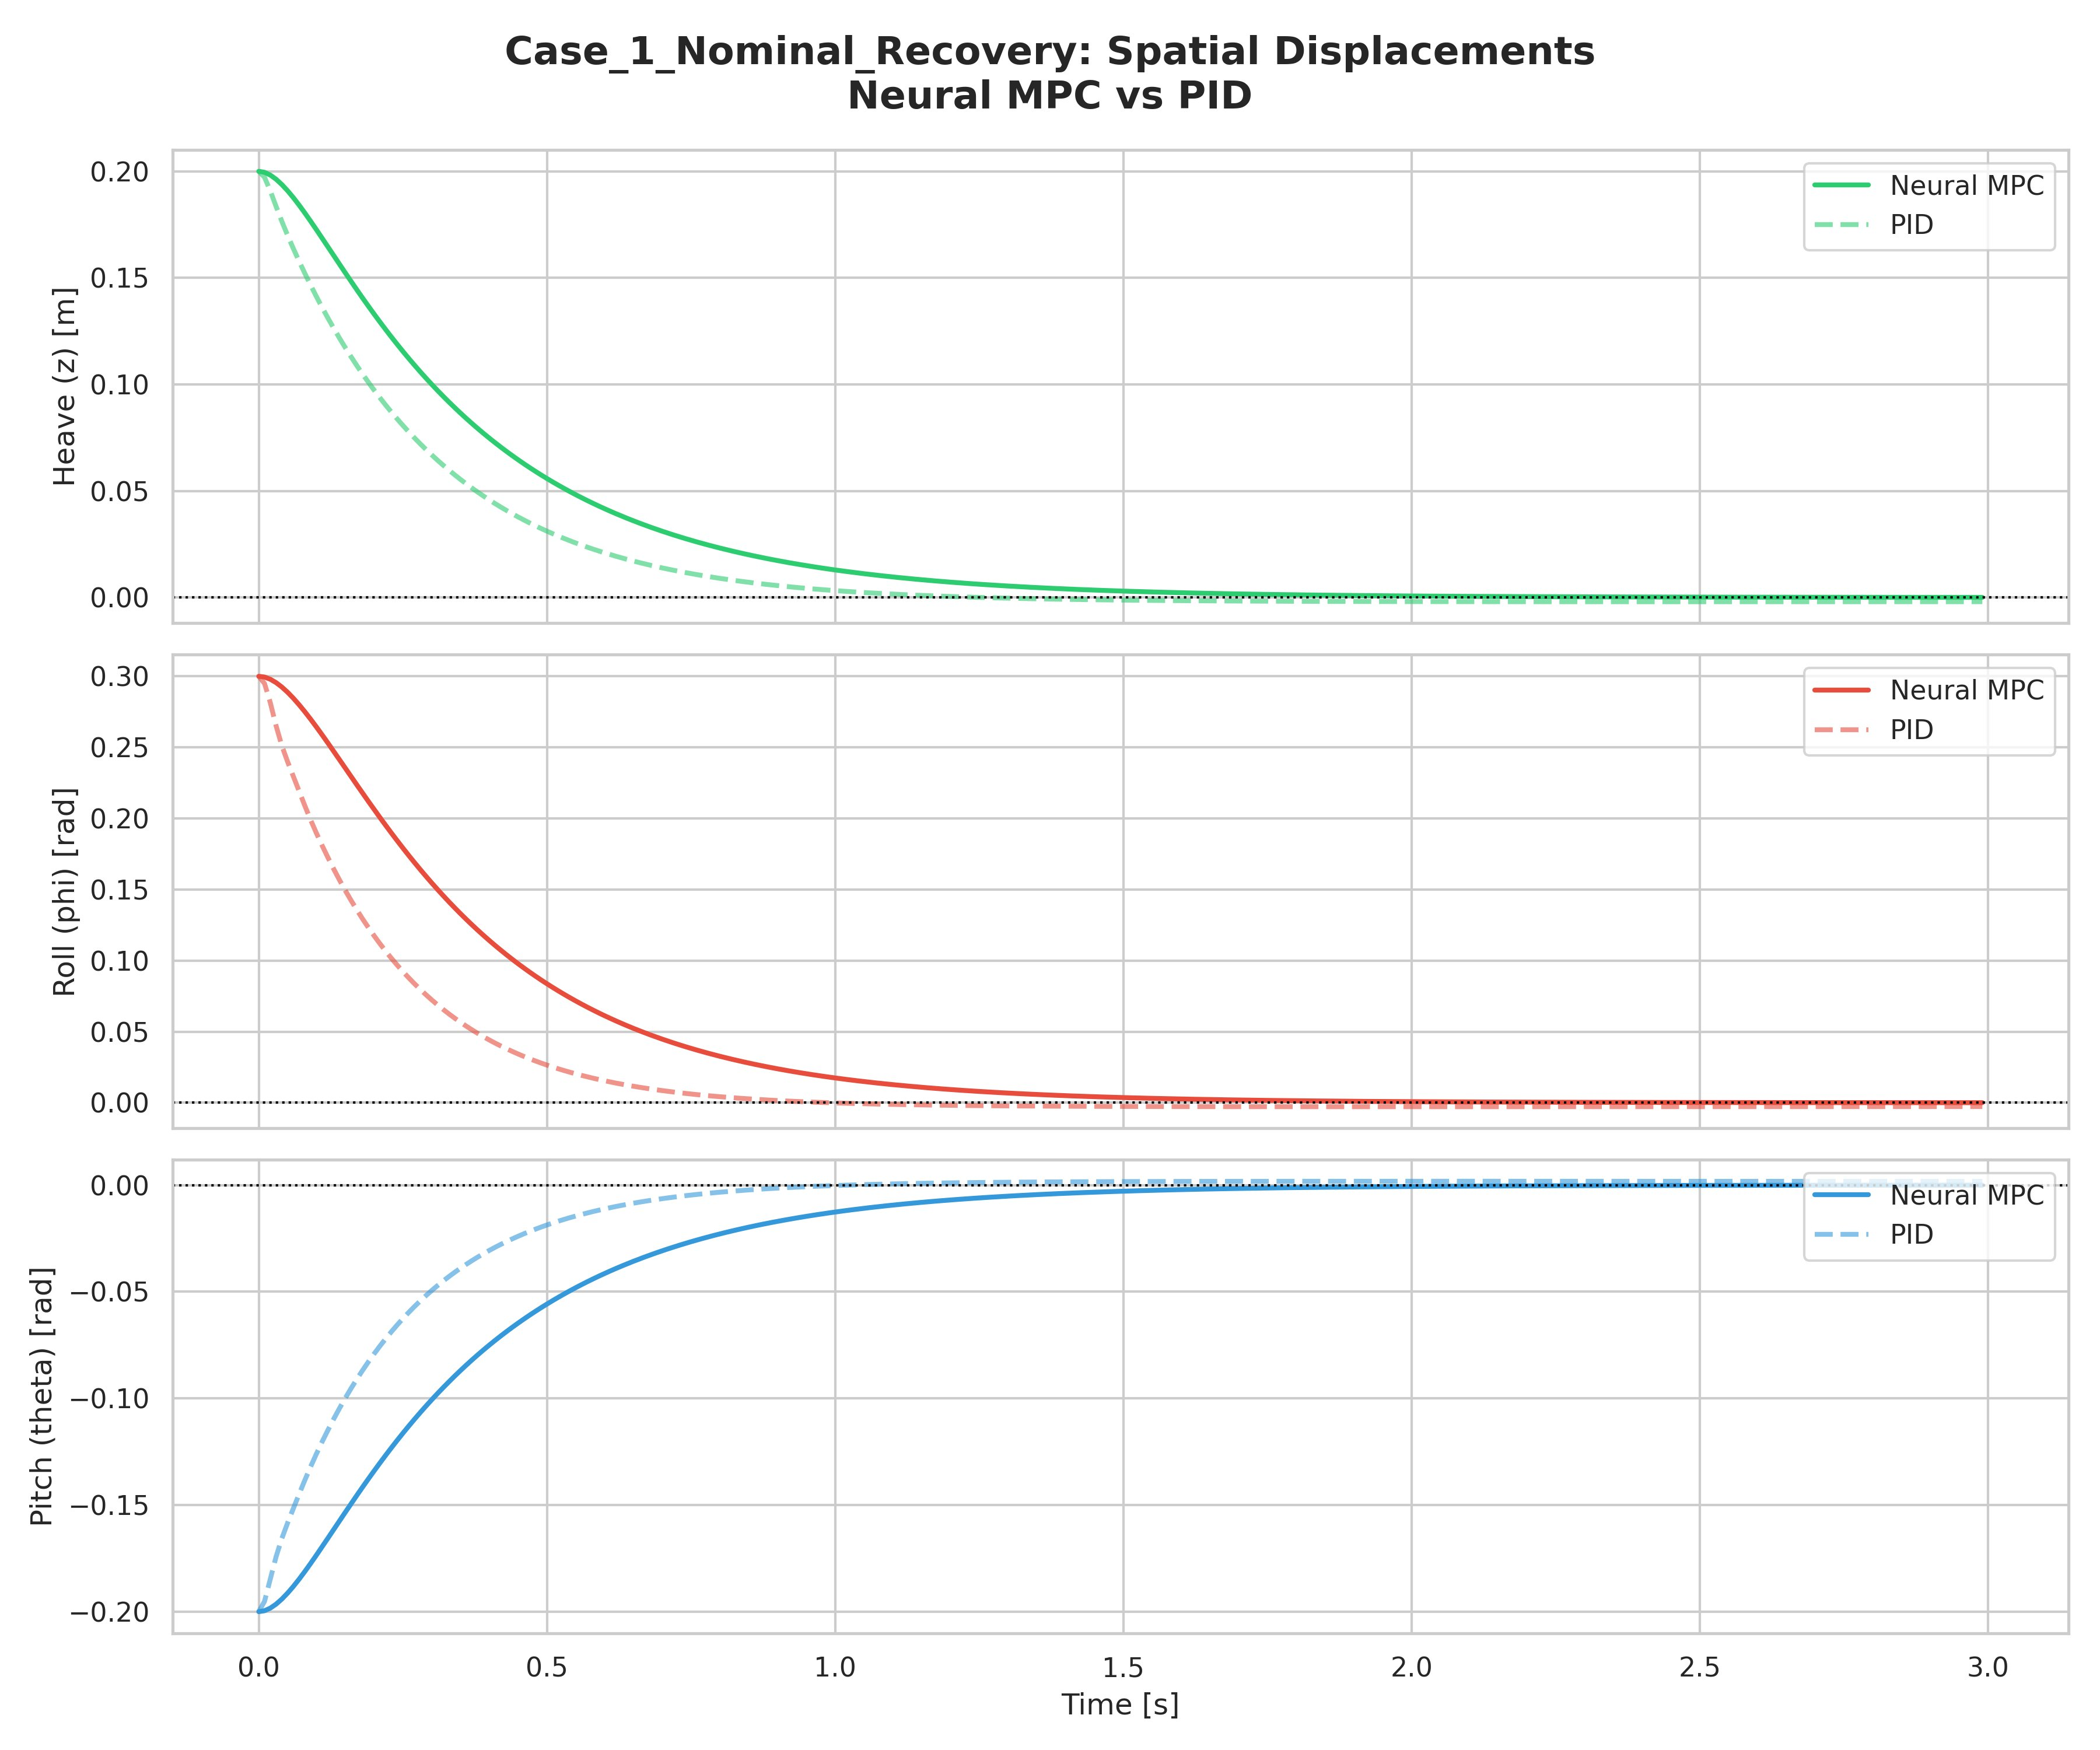 Case_1_Nominal_Recovery: Spatial Displacements
Neural MPC vs PID
Heave (z) [m]
0.20
0.15
0.10
0.05
0.00
Neural MPC
PID
Roll (phi) [rad]
0.30
0.25
0.20
0.15
0.10
0.05
0.00
Neural MPC
PID
Pitch (theta) [rad]
0.00
−0.05
−0.10
−0.15
−0.20
Neural MPC
PID
0.0 0.5 1.0 1.5 2.0 2.5 3.0
Time [s]